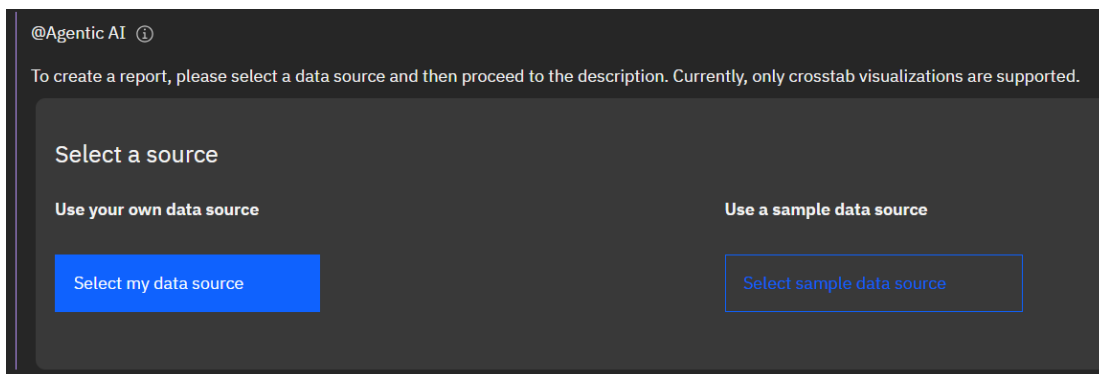 @Agentic AI
To create a report, please select a data source and then proceed to the description. Currently, only crosstab visualizations are supported.
Select a source
Use your own data source
Use a sample data source
Select my data source
Select sample data source